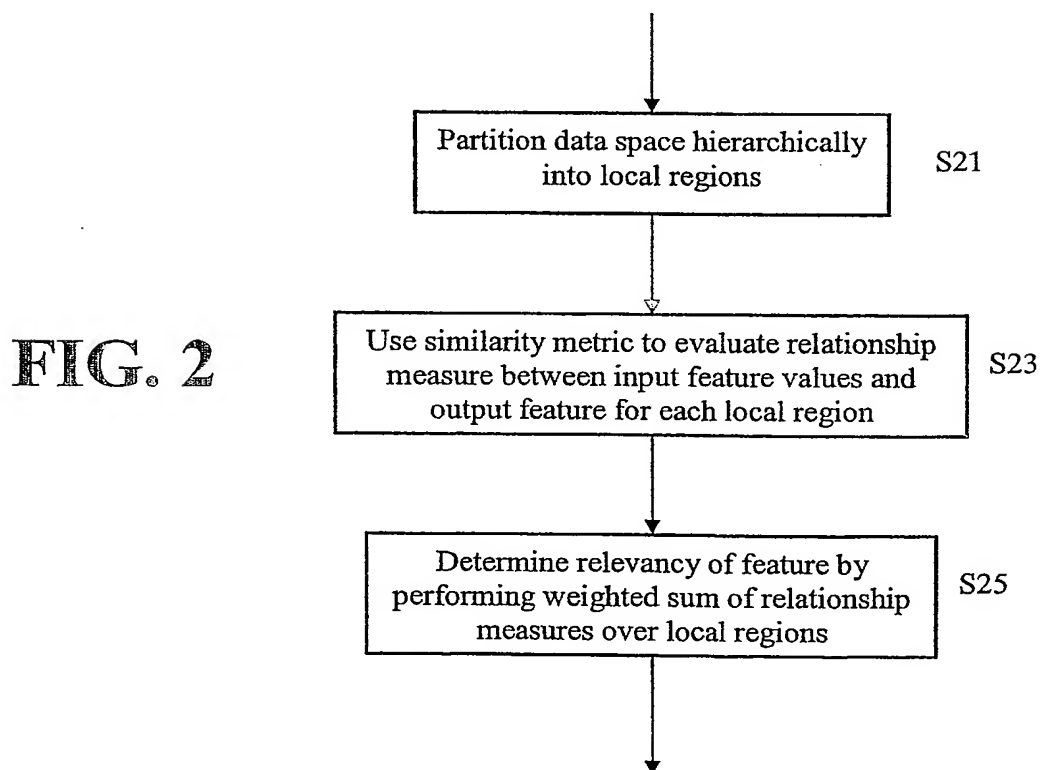 Partition data space hierarchically
into local regions
S21
FIG. 2
Use similarity metric to evaluate relationship
measure between input feature values and
output feature for each local region
S23
Determine relevancy of feature by
performing weighted sum of relationship
measures over local regions
S25